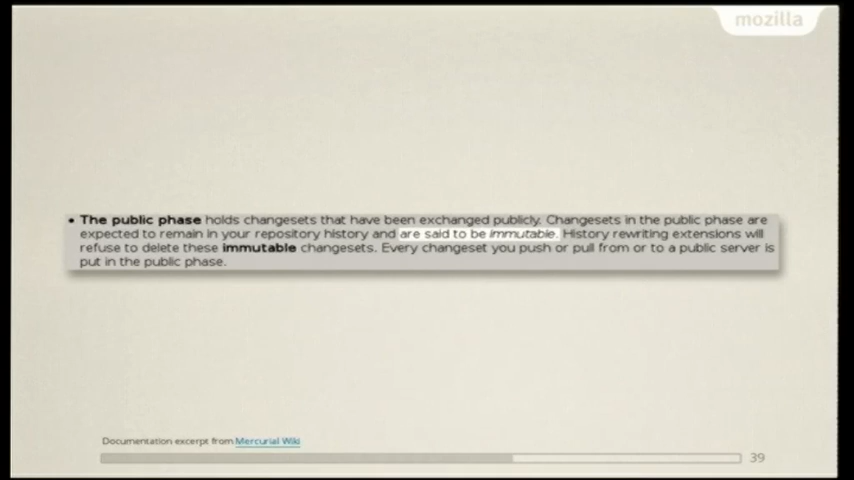 mozilla
• The public phase holds changesets that have been exchanged publicly. Changesets in the public phase are
expected to remain in your repository history and are said to be immutable. History rewriting extensions will
refuse to delete these immutable changesets. Every changeset you push or pull from or to a public server is
put in the public phase.
Documentation excerpt from Mercurial Wiki
39